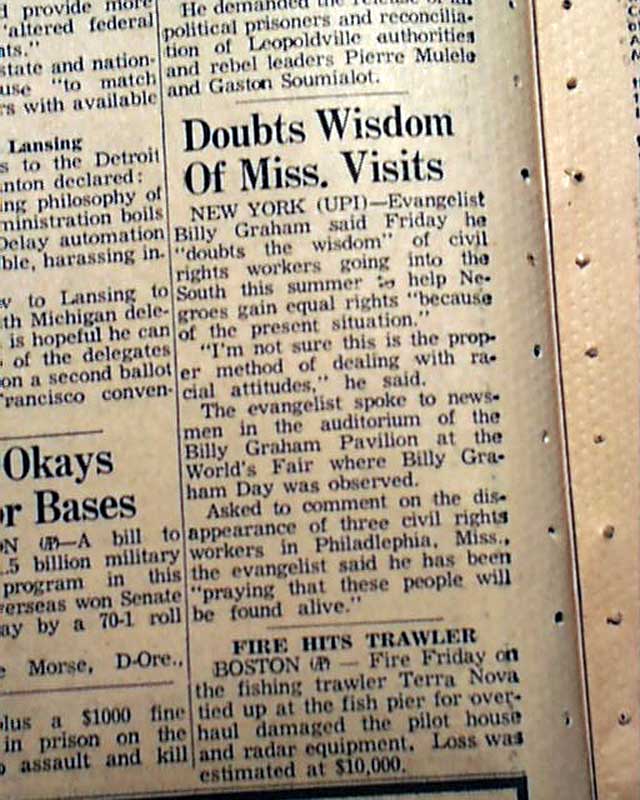 d provide more
"altered federal
nts."
state and nation-
use "to match
rs with available
Lansing
s to the Detroit
anton declared:
ng philosophy of
ministration boils
Delay automation
ble, harassing in-
w to Lansing to
th Michigan dele-
is hopeful he can
of the delegates
on a second ballot
Francisco conven-
Okays
or Bases
ON (AP)—A bill to
.5 billion military
program in this
verseas won Senate
ay by a 70-1 roll
e Morse, D-Ore.,
plus a $1000 fine
in prison on the
o assault and kill
He demanded the release of all
political prisoners and reconcilia-
tion of Leopoldville authorities
and rebel leaders Pierre Mulele
and Gaston Soumialot.
Doubts Wisdom
Of Miss. Visits
NEW YORK (UPI)—Evangelist
Billy Graham said Friday he
"doubts the wisdom" of civil
rights workers going into the
South this summer to help Ne-
groes gain equal rights "because
of the present situation."
"I'm not sure this is the prop-
er method of dealing with ra-
cial attitudes," he said.
The evangelist spoke to news-
men in the auditorium of the
Billy Graham Pavilion at the
World's Fair where Billy Gra-
ham Day was observed.
Asked to comment on the dis-
appearance of three civil rights
workers in Philadlephia, Miss.,
the evangelist said he has been
"praying that these people will
be found alive."
FIRE HITS TRAWLER
BOSTON (AP) — Fire Friday on
the fishing trawler Terra Nova
tied up at the fish pier for over-
haul damaged the pilot house
and radar equipment. Loss was
estimated at $10,000.